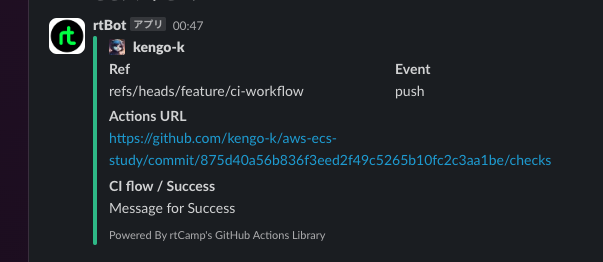 rtBot アプリ 00:47
rt
kengo-k
Ref Event
refs/heads/feature/ci-workflow push
Actions URL
https://github.com/kengo-k/aws-ecs-
study/commit/875d40a56b836f3eed2f49c5265b10fc2c3aa1be/checks
CI flow / Success
Message for Success
Powered By rtCamp's GitHub Actions Library